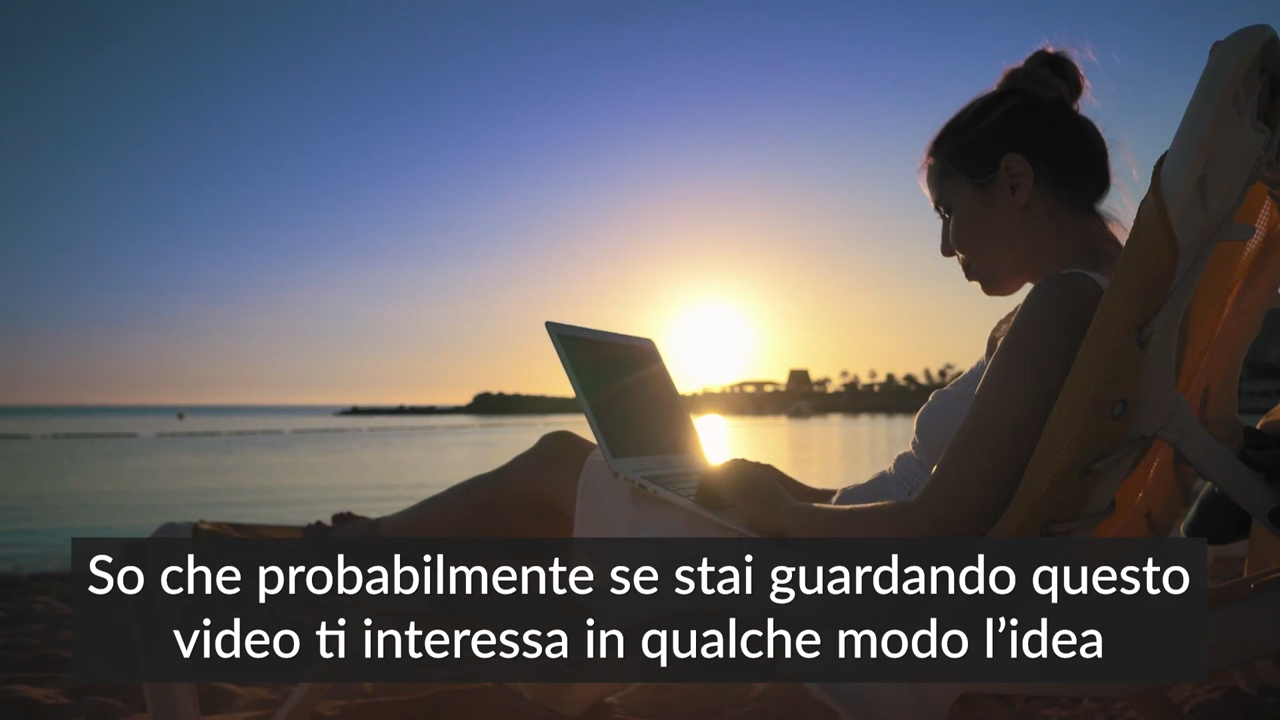 So che probabilmente se stai guardando questo
video ti interessa in qualche modo l’idea